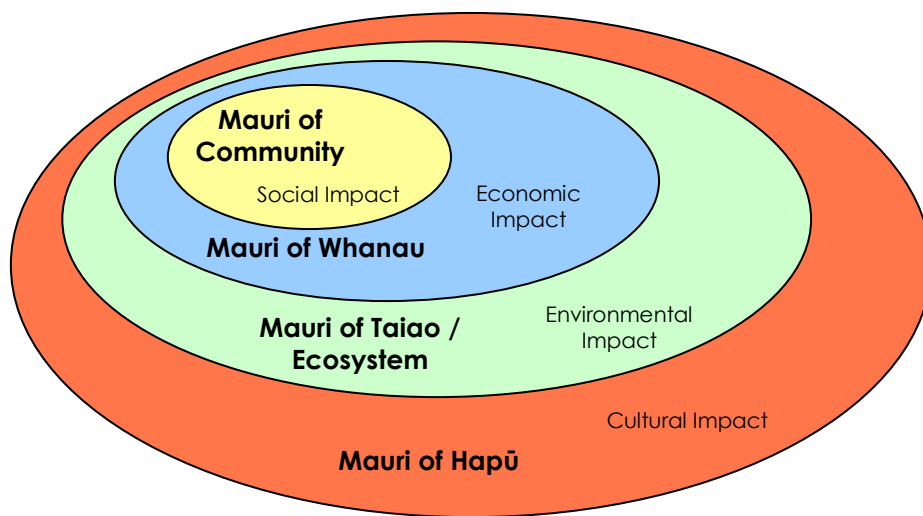 Mauri of
Community
Social Impact
Economic
Impact
Mauri of Whanau
Environmental
Impact
Mauri of Taiao /
Ecosystem
Cultural Impact
Mauri of Hapū